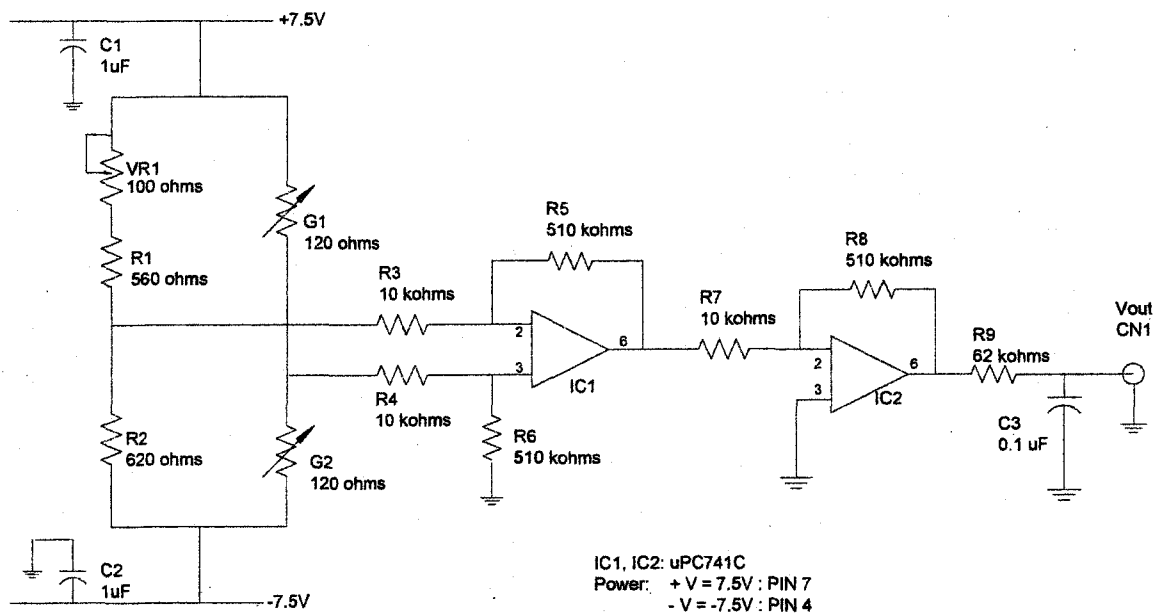 +7.5V
C1
1uF
VR1
100 ohms
G1
120 ohms
R1
560 ohms
R5
510 kohms
R8
510 kohms
R3
10 kohms
R7
10 kohms
Vout
CN1
2
6
R9
62 kohms
3
IC1
2
6
3
IC2
R4
10 kohms
R2
620 ohms
G2
120 ohms
R6
510 kohms
C3
0.1 uF
C2
1uF
-7.5V
IC1, IC2: uPC741C
Power: + V = 7.5V : PIN 7
- V = -7.5V : PIN 4